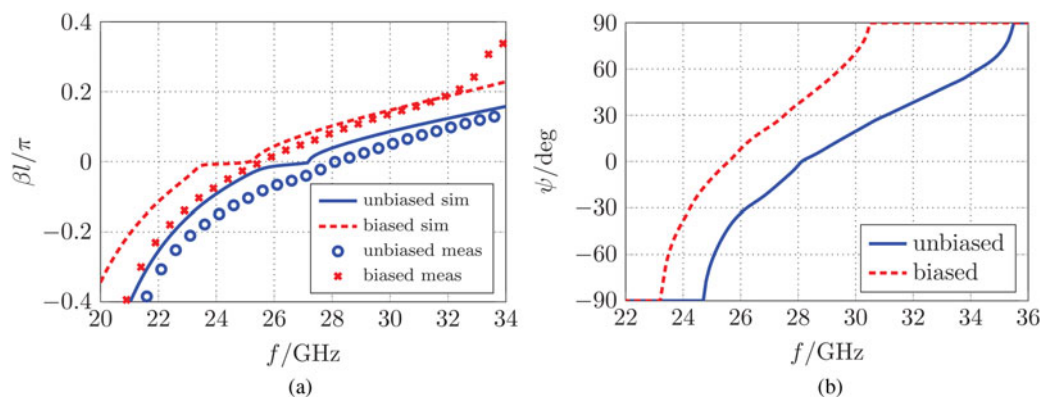 0.4
0.2
0
−0.2
−0.4
βl/π
unbiased sim
biased sim
unbiased meas
biased meas
20 22 24 26 28 30 32 34
f/GHz
(a)
90
60
30
0
−30
−60
−90
ψ/deg
unbiased
biased
22 24 26 28 30 32 34 36
f/GHz
(b)